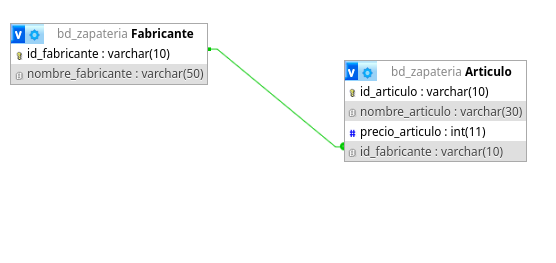 bd_zapateria Fabricante
id_fabricante : varchar(10)
nombre_fabricante : varchar(50)
bd_zapateria Articulo
id_articulo : varchar(10)
nombre_articulo : varchar(30)
# precio_articulo : int(11)
id_fabricante : varchar(10)